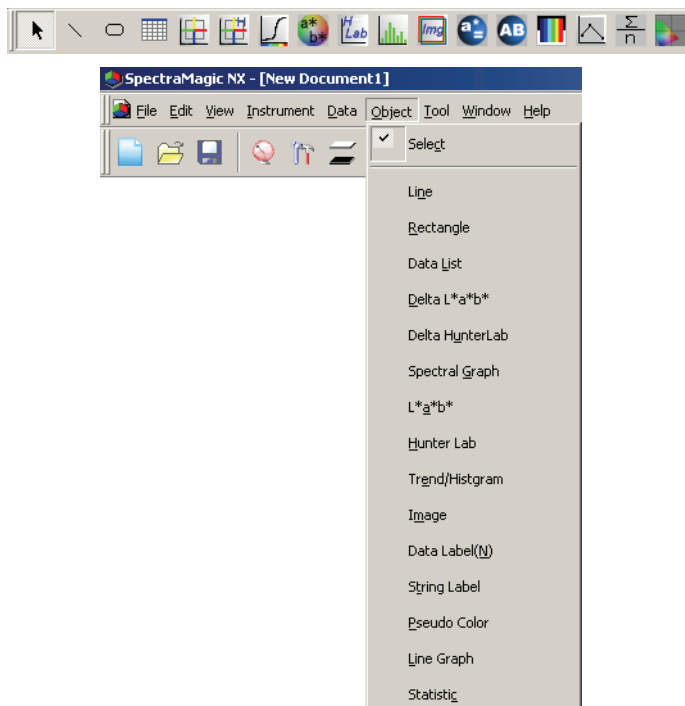 a* b* H Lab Img a= AB Σ n
SpectraMagic NX - [New Document1]
File Edit View Instrument Data Object Tool Window Help
Select
Line
Rectangle
Data List
Delta L*a*b*
Delta HunterLab
Spectral Graph
L*a*b*
Hunter Lab
Trend/Histgram
Image
Data Label(N)
String Label
Pseudo Color
Line Graph
Statistic